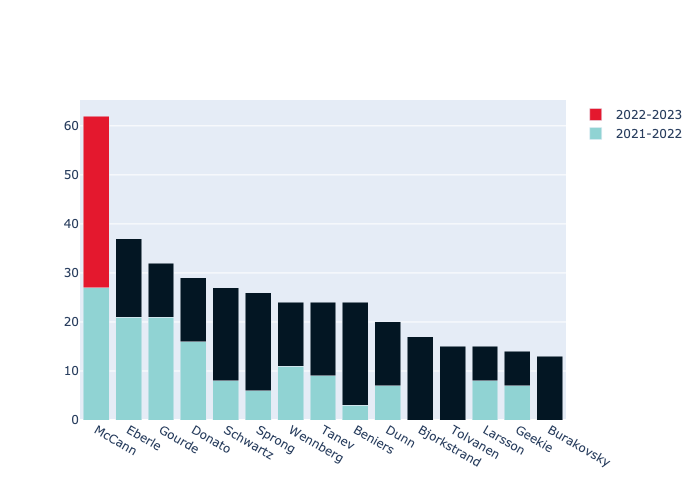 2022-2023
2021-2022
60
50
40
30
20
10
0
McCann
Eberle
Gourde
Donato
Schwartz
Sprong
Wennberg
Tanev
Beniers
Dunn
Bjorkstrand
Tolvanen
Larsson
Geekie
Burakovsky